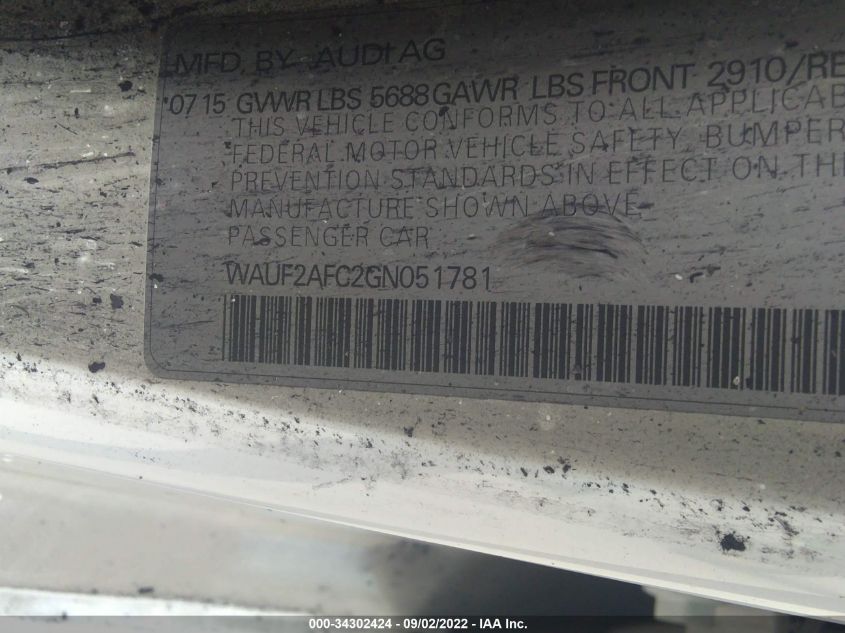 MFD BY AUDI AG
07 15 GVWR LBS 5688 GAWR LBS FRONT 2910/RE
THIS VEHICLE CONFORMS TO ALL APPLICAB
FEDERAL MOTOR VEHICLE SAFETY, BUMPER
PREVENTION STANDARDS IN EFFECT ON THE
MANUFACTURE SHOWN ABOVE.
PASSENGER CAR
WAUF2AFC2GN051781
000-34302424 - 09/02/2022 - IAA Inc.